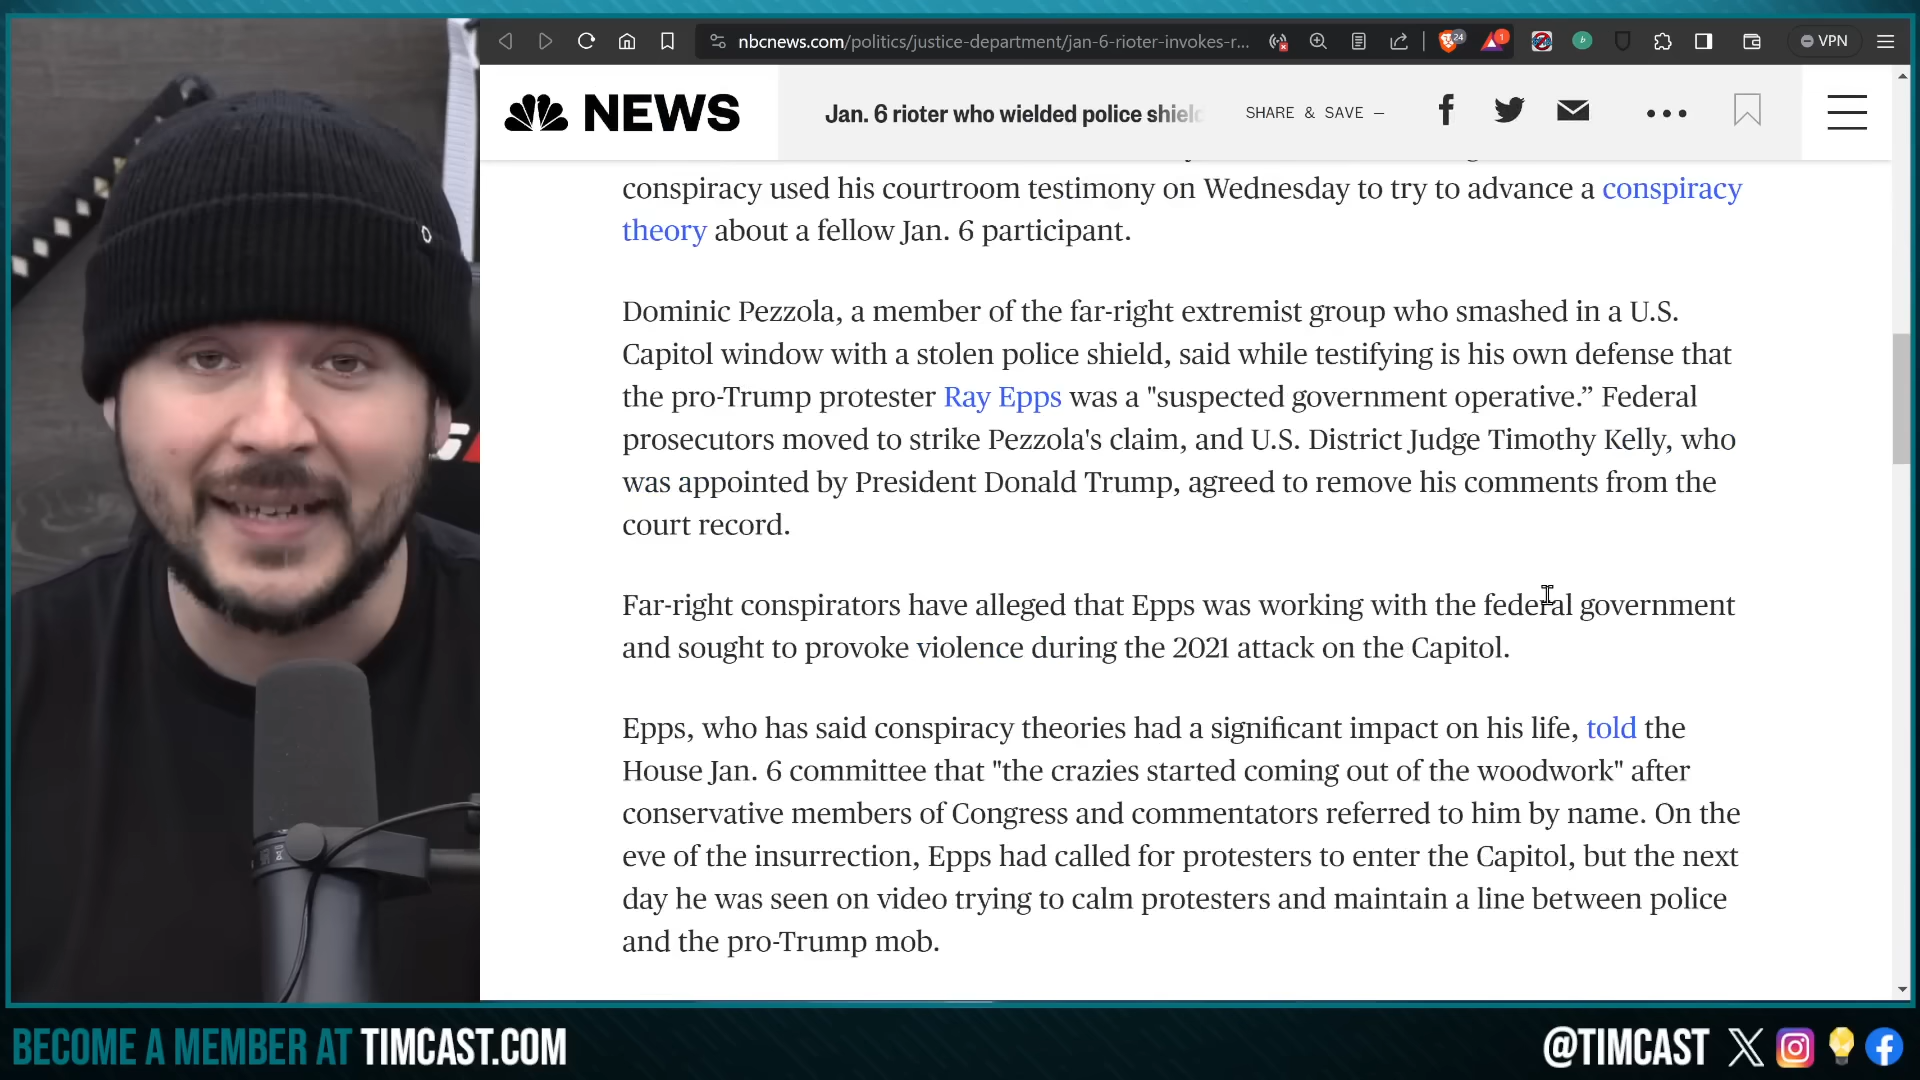 nbcnews.com/politics/justice-department/jan-6-rioter-invokes-r...
24
1
VPN
NEWS
Jan. 6 rioter who wielded police shield
SHARE & SAVE —
conspiracy used his courtroom testimony on Wednesday to try to advance a conspiracy
theory about a fellow Jan. 6 participant.
Dominic Pezzola, a member of the far-right extremist group who smashed in a U.S.
Capitol window with a stolen police shield, said while testifying is his own defense that
the pro-Trump protester Ray Epps was a "suspected government operative.” Federal
prosecutors moved to strike Pezzola's claim, and U.S. District Judge Timothy Kelly, who
was appointed by President Donald Trump, agreed to remove his comments from the
court record.
Far-right conspirators have alleged that Epps was working with the federal government
and sought to provoke violence during the 2021 attack on the Capitol.
Epps, who has said conspiracy theories had a significant impact on his life, told the
House Jan. 6 committee that "the crazies started coming out of the woodwork" after
conservative members of Congress and commentators referred to him by name. On the
eve of the insurrection, Epps had called for protesters to enter the Capitol, but the next
day he was seen on video trying to calm protesters and maintain a line between police
and the pro-Trump mob.
BECOME A MEMBER AT TIMCAST.COM
@TIMCAST